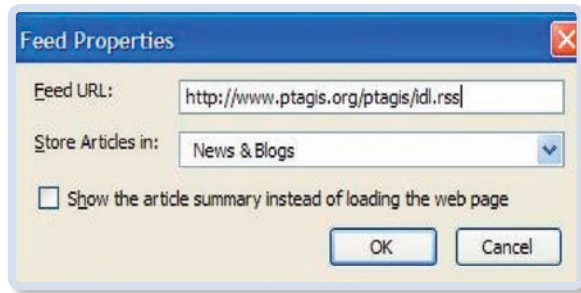 Feed Properties
Feed URL: http://www.ptagis.org/ptagis/idl.rss
Store Articles in: News & Blogs
Show the article summary instead of loading the web page
OK Cancel